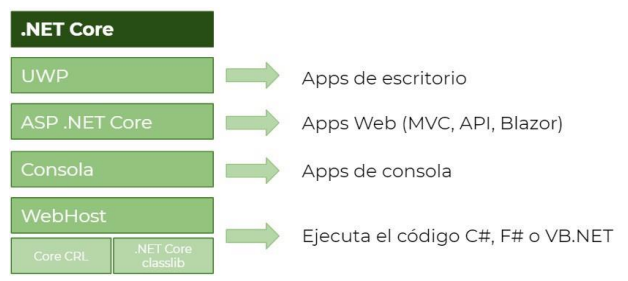 .NET Core
UWP
Apps de escritorio
ASP .NET Core
Apps Web (MVC, API, Blazor)
Consola
Apps de consola
WebHost
Ejecuta el código C#, F# o VB.NET
Core CRL
.NET Core
classlib